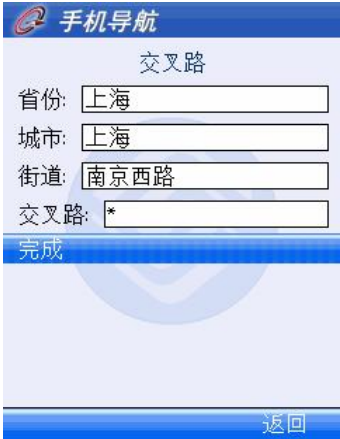 手机导航
交叉路
省份: 上海
城市: 上海
街道: 南京西路
交叉路: *
完成
返回